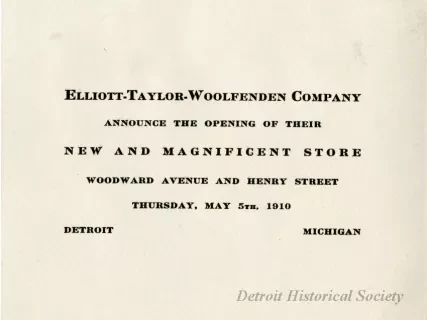 Elliott-Taylor-Woolfenden Company
announce the opening of their
new and magnificent store
Woodward Avenue and Henry Street
Thursday, May 5th, 1910
Detroit Michigan
Detroit Historical Society